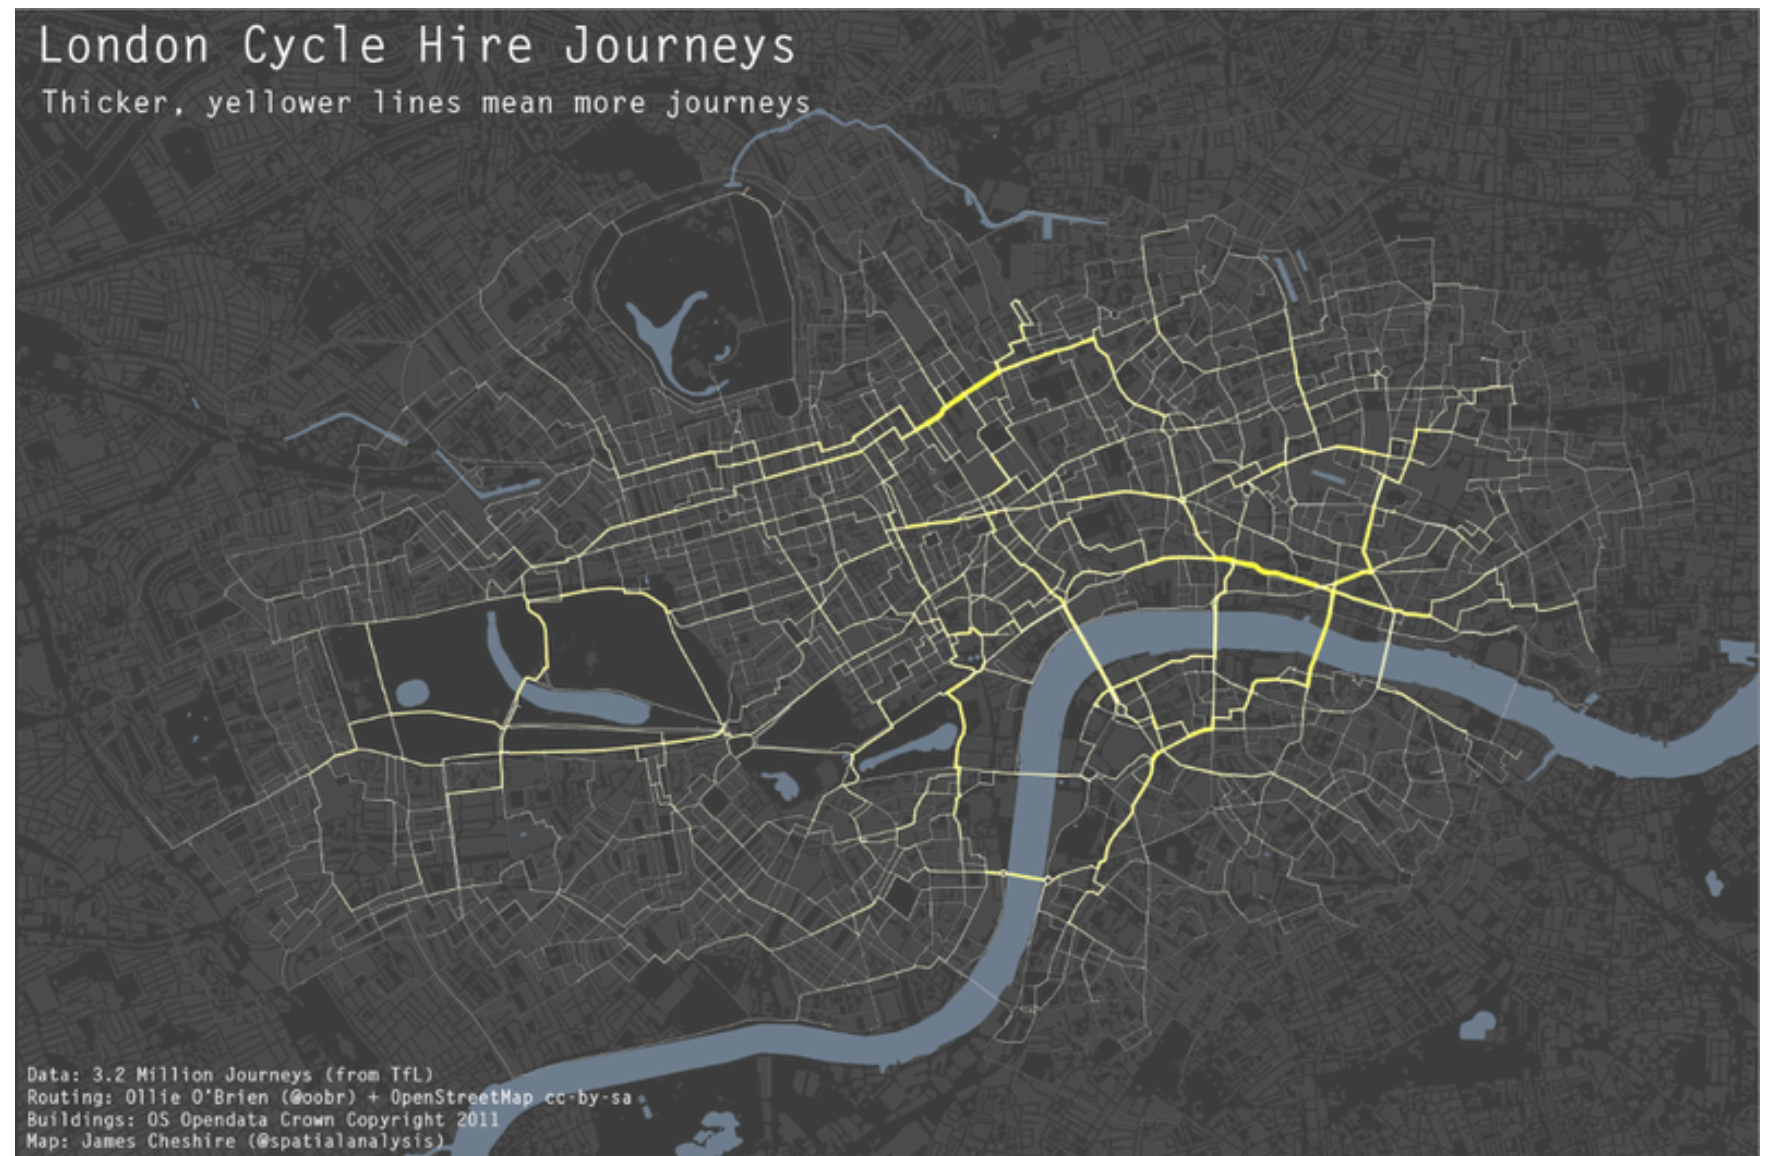 London Cycle Hire Journeys
Thicker, yellower lines mean more journeys
Data: 3.2 Million Journeys (from TfL)
Routing: Ollie O'Brien (@oobr) + OpenStreetMap cc-by-sa
Buildings: OS Opendata Crown Copyright 2011
Map: James Cheshire (@spatialanalysis)